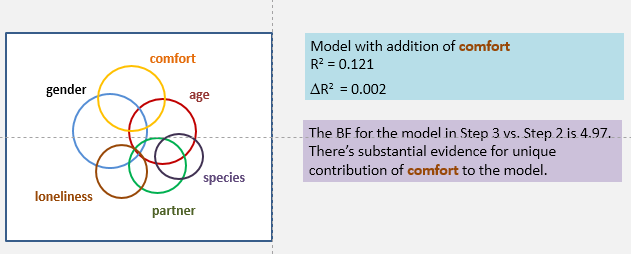 comfort
gender
age
species
loneliness
partner
Model with addition of comfort
R² = 0.121
ΔR² = 0.002
The BF for the model in Step 3 vs. Step 2 is 4.97.
There's substantial evidence for unique
contribution of comfort to the model.